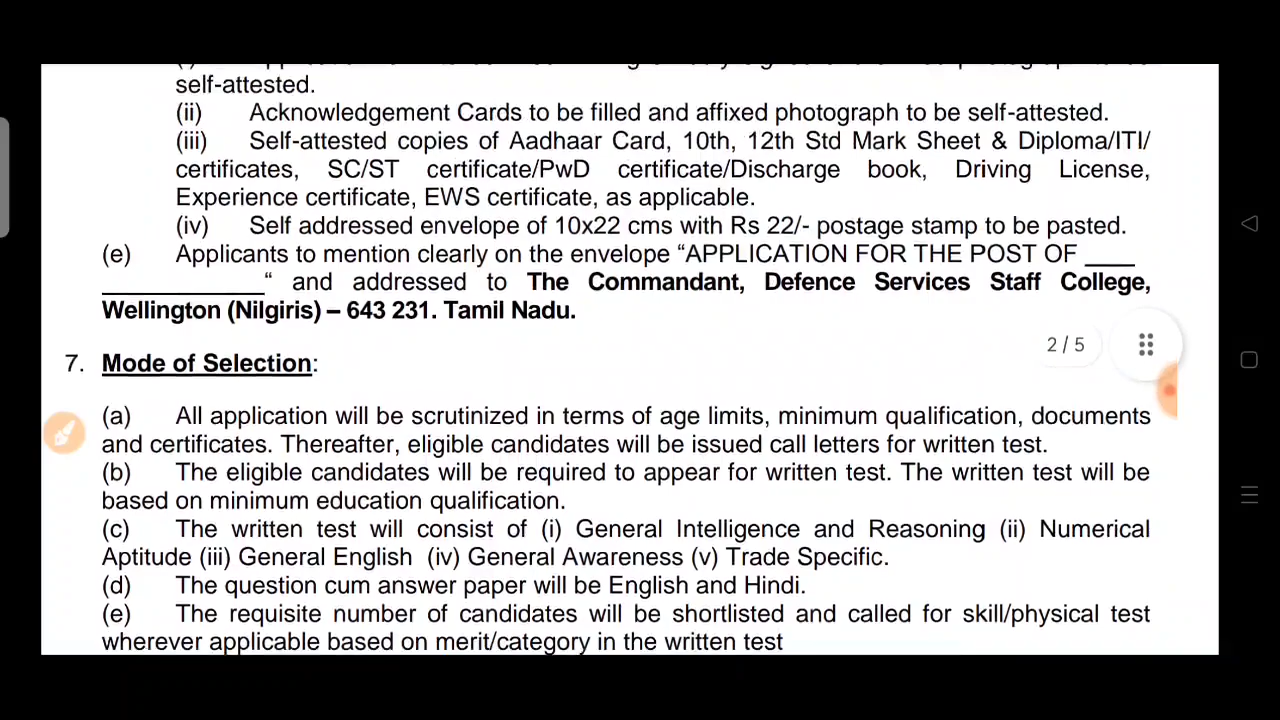 self-attested.
(ii) Acknowledgement Cards to be filled and affixed photograph to be self-attested.
(iii) Self-attested copies of Aadhaar Card, 10th, 12th Std Mark Sheet & Diploma/ITI/
certificates, SC/ST certificate/PwD certificate/Discharge book, Driving License,
Experience certificate, EWS certificate, as applicable.
(iv) Self addressed envelope of 10x22 cms with Rs 22/- postage stamp to be pasted.
(e) Applicants to mention clearly on the envelope “APPLICATION FOR THE POST OF ____
_____________“ and addressed to The Commandant, Defence Services Staff College,
Wellington (Nilgiris) – 643 231. Tamil Nadu.
2 / 5
7. Mode of Selection:
(a) All application will be scrutinized in terms of age limits, minimum qualification, documents
and certificates. Thereafter, eligible candidates will be issued call letters for written test.
(b) The eligible candidates will be required to appear for written test. The written test will be
based on minimum education qualification.
(c) The written test will consist of (i) General Intelligence and Reasoning (ii) Numerical
Aptitude (iii) General English (iv) General Awareness (v) Trade Specific.
(d) The question cum answer paper will be English and Hindi.
(e) The requisite number of candidates will be shortlisted and called for skill/physical test
wherever applicable based on merit/category in the written test